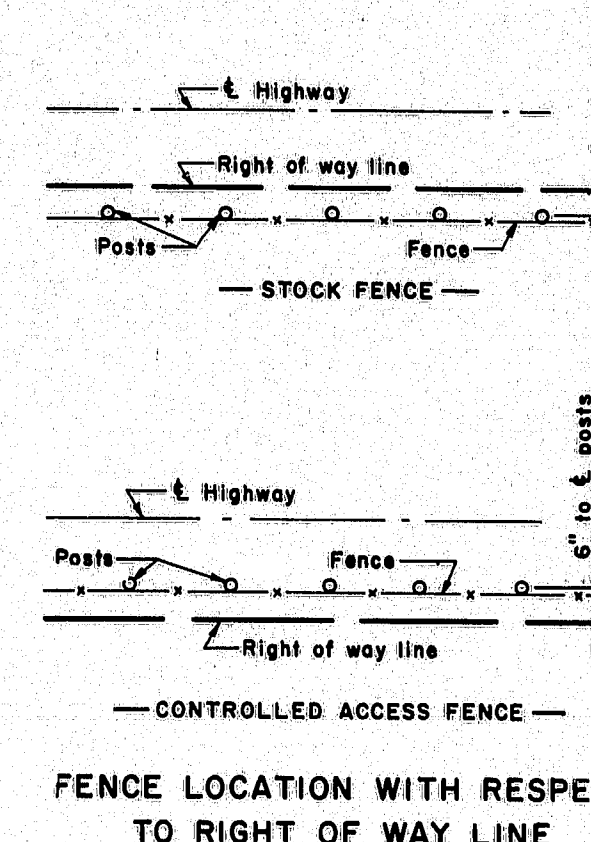 ℄ Highway
Right of way line
Posts
Fence
— STOCK FENCE —
6" to ℄ posts
℄ Highway
Posts
Fence
Right of way line
— CONTROLLED ACCESS FENCE —
FENCE LOCATION WITH RESPE
TO RIGHT OF WAY LINE